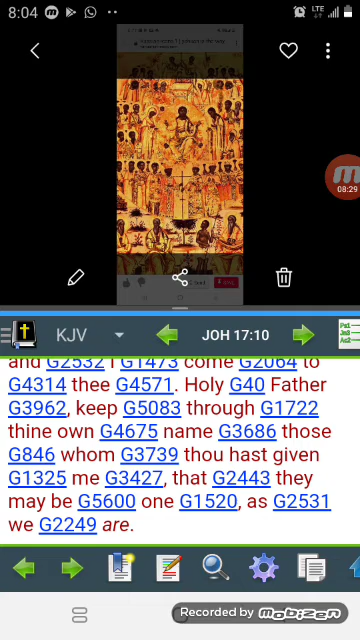 8:04
LTE
08:29
KJV
JOH 17:10
and G2532 I G1473 come G2064 to
G4314 thee G4571. Holy G40 Father
G3962, keep G5083 through G1722
thine own G4675 name G3686 those
G846 whom G3739 thou hast given
G1325 me G3427, that G2443 they
may be G5600 one G1520, as G2531
we G2249 are.
Recorded by mobizen